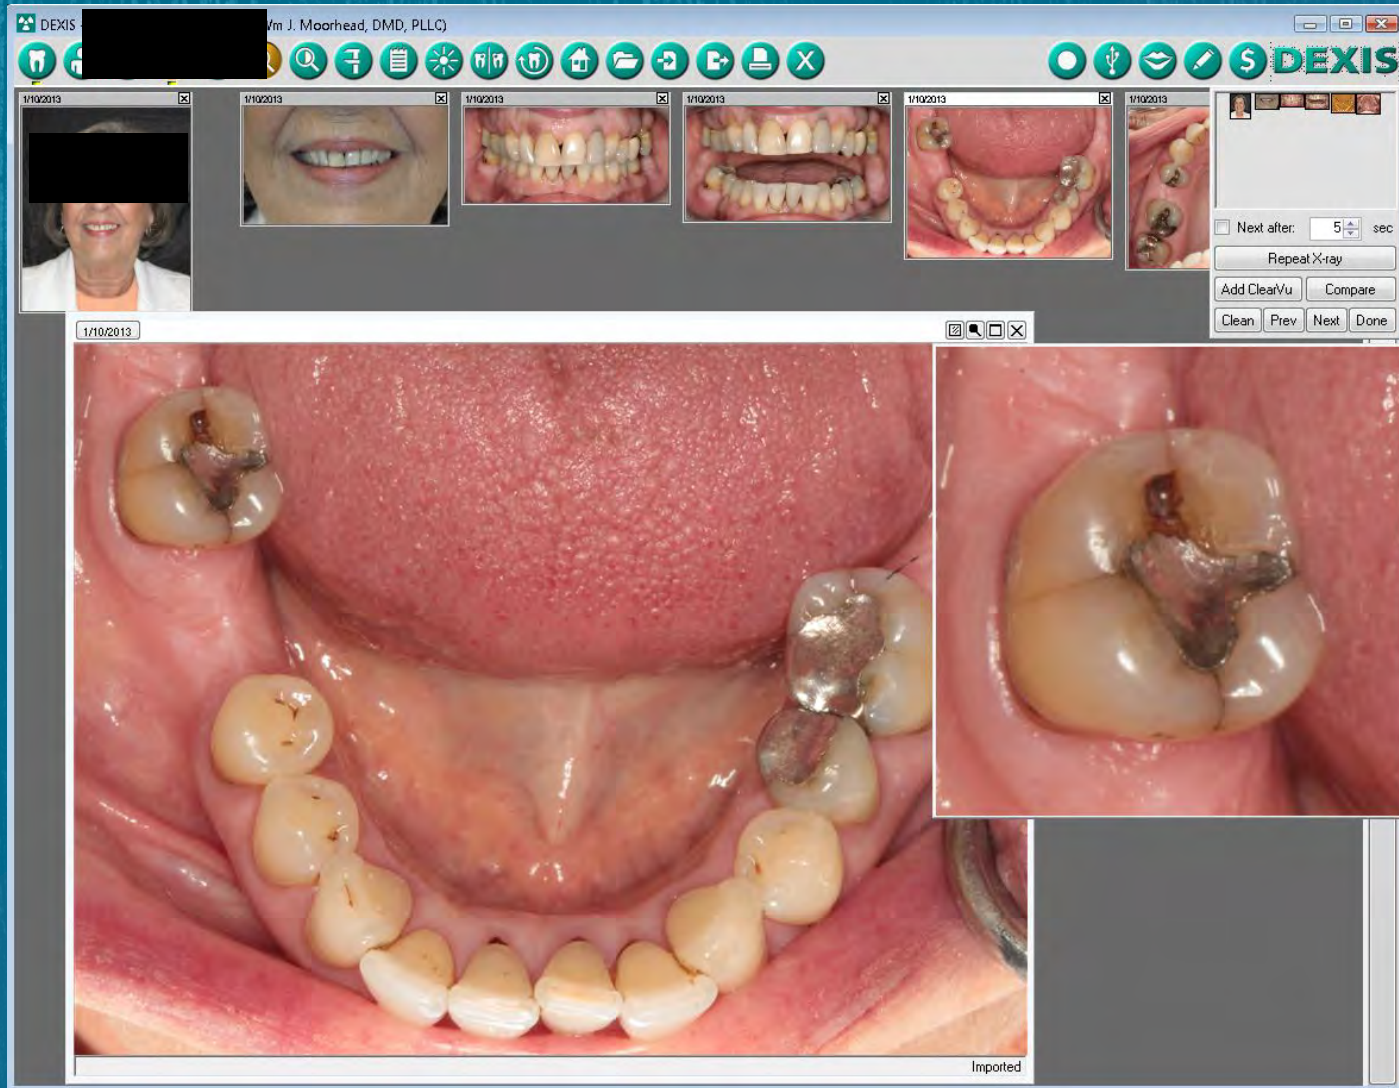 DEXIS -
Wm J. Moorhead, DMD, PLLC)
$ DEXIS
1/10/2013
1/10/2013
1/10/2013
1/10/2013
1/10/2013
1/10/2013
Next after: 5 sec
Repeat X-ray
Add ClearVu Compare
Clean Prev Next Done
1/10/2013
Imported